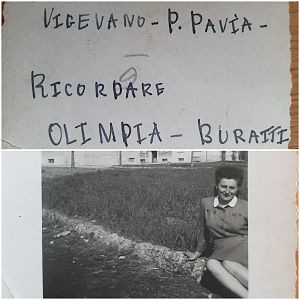 VIGEVANO - P. PAVIA -
RICORDARE
OLIMPIA - BURATTI